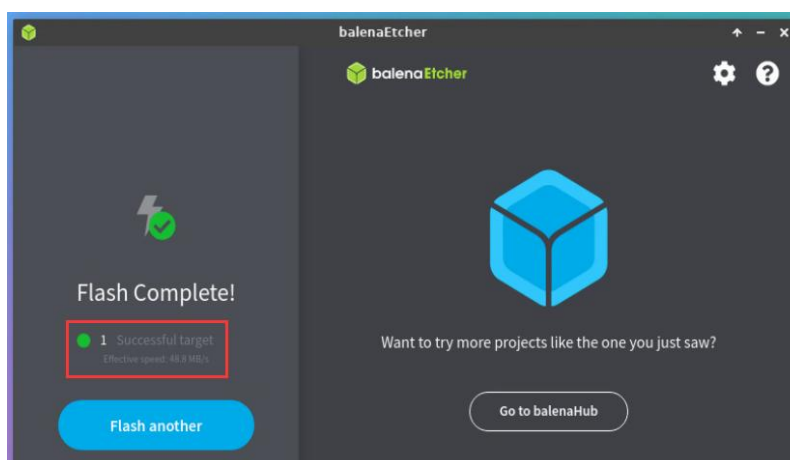 balenaEtcher
balenaEtcher
Flash Complete!
1 Successful target
Effective speed: 48.8 MB/s
Flash another
Want to try more projects like the one you just saw?
Go to balenaHub